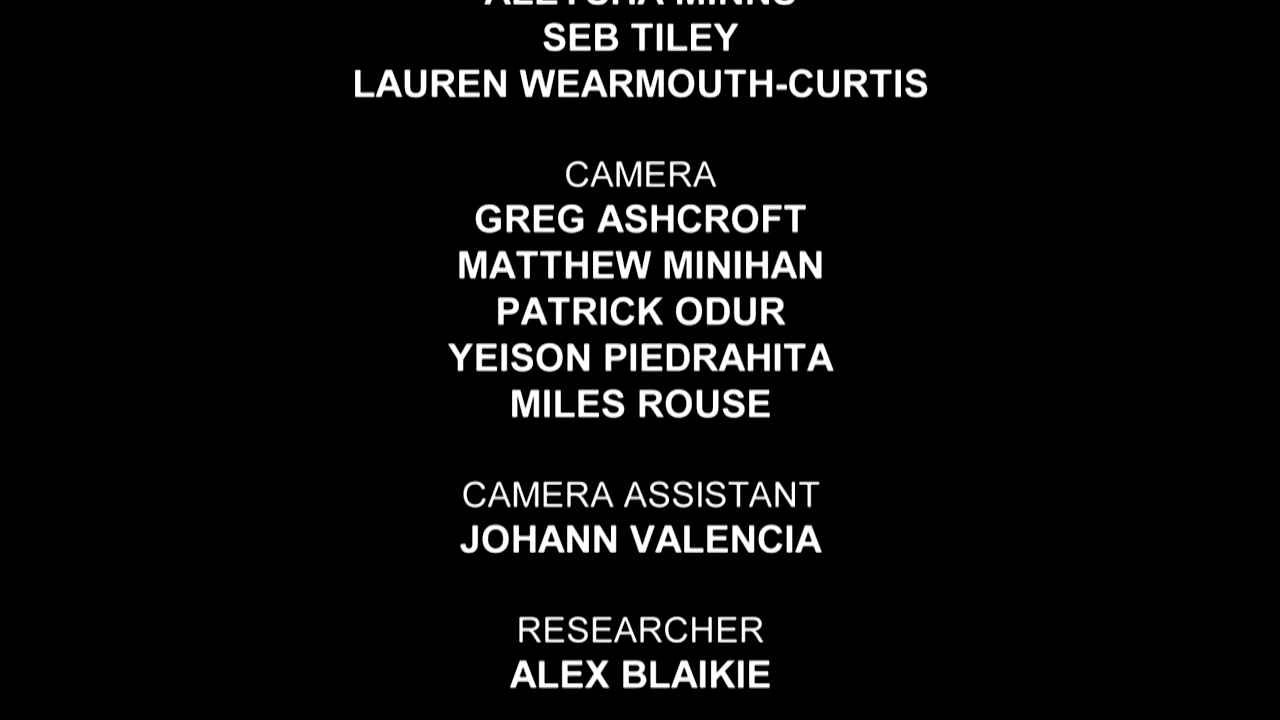 SEB TILEY
LAUREN WEARMOUTH-CURTIS
CAMERA
GREG ASHCROFT
MATTHEW MINIHAN
PATRICK ODUR
YEISON PIEDRAHITA
MILES ROUSE
CAMERA ASSISTANT
JOHANN VALENCIA
RESEARCHER
ALEX BLAIKIE